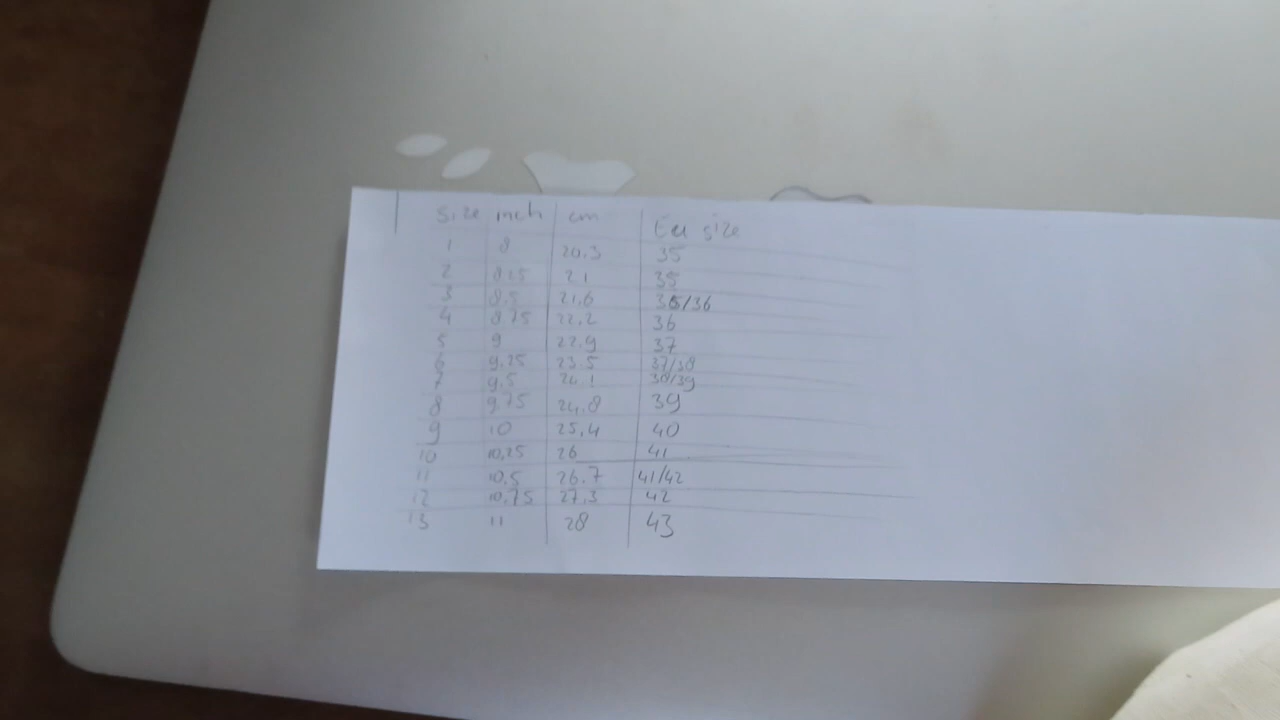 size inch cm Eu size
1 8 20.3 35
2 8.25 21 35
3 8.5 21.6 35/36
4 8.75 22.2 36
5 9 22.9 37
6 9.25 23.5 37/38
7 9.5 24.1 38/39
8 9.75 24.8 39
9 10 25.4 40
10 10.25 26 41
11 10.5 26.7 41/42
12 10.75 27.3 42
13 11 28 43